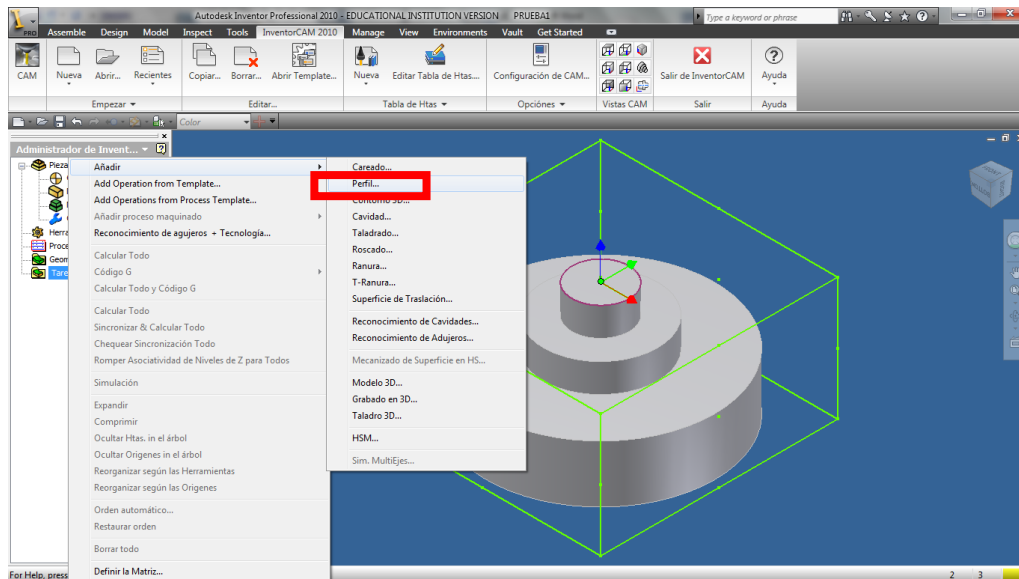 Autodesk Inventor Professional 2010 - EDUCATIONAL INSTITUTION VERSION PRUEBA1
Type a keyword or phrase
PRO Assemble Design Model Inspect Tools InventorCAM 2010 Manage View Environments Vault Get Started
CAM Nueva Abrir... Recientes Copiar... Borrar... Abrir Template... Nueva Editar Tabla de Htas... Configuración de CAM... Salir de InventorCAM Ayuda
Empezar Editar... Tabla de Htas Opciónes Vistas CAM Salir Ayuda
Color
Administrador de Invent...
Pieza
Herra
Proce
Geom
Tare
Añadir
Add Operation from Template...
Add Operations from Process Template...
Añadir proceso maquinado
Reconocimiento de agujeros + Tecnología...
Calcular Todo
Código G
Calcular Todo y Códig G
Calcular Todo
Sincronizar & Calcular Todo
Chequear Sincronización Todo
Romper Asociatividad de Niveles de Z para Todos
Simulación
Expandir
Comprimir
Ocultar Htas. in el árbol
Ocultar Origenes in el árbol
Reorganizar según las Herramientas
Reorganizar según las Origenes
Orden automático...
Restaurar orden
Borrar todo
Definir la Matriz...
Careado...
Perfil...
Contorno 3D...
Cavidad...
Taladrado...
Roscado...
Ranura...
T-Ranura...
Superficie de Traslación...
Reconocimiento de Cavidades...
Reconocimiento de Adujeros...
Mecanizado de Superficie en HS...
Modelo 3D...
Grabado en 3D...
Taladro 3D...
HSM...
Sim. MultiEjes...
For Help, press
2 3